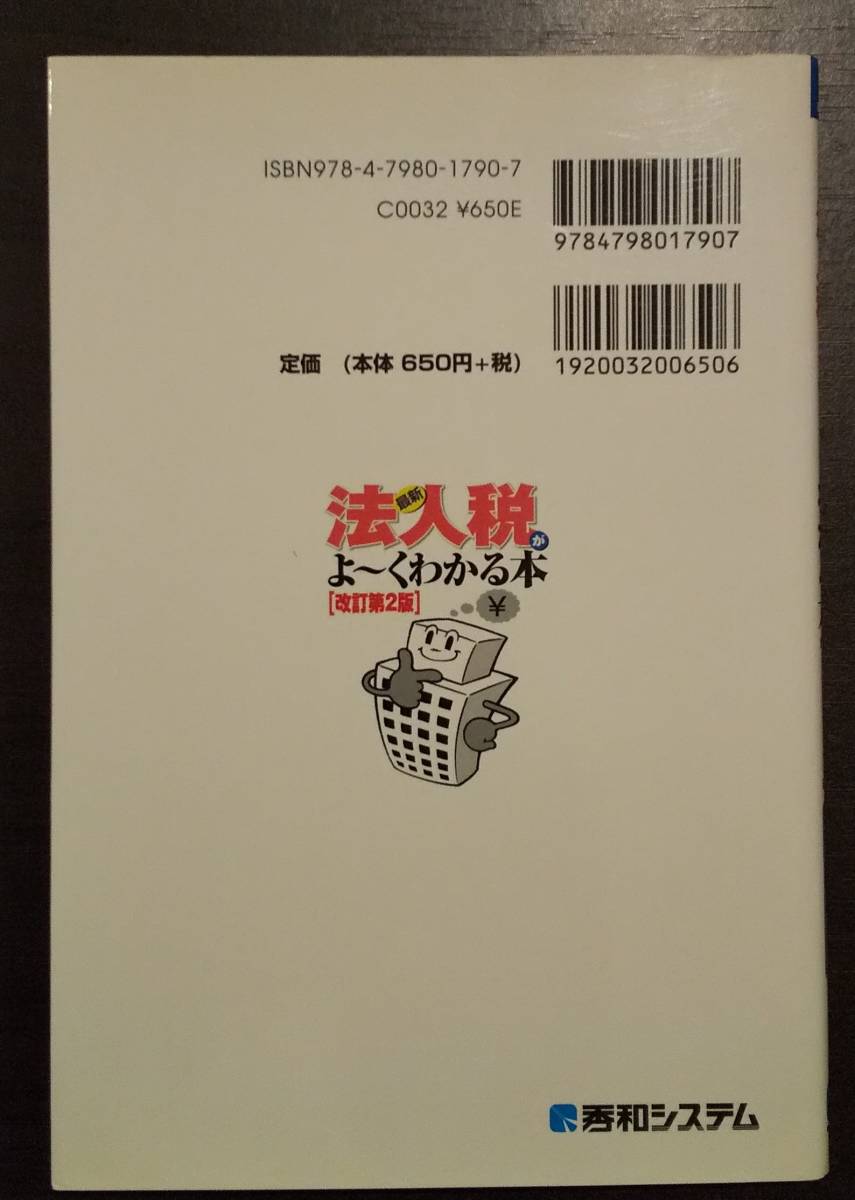 ISBN978-4-7980-1790-7
C0032 ¥650E
9784798017907
1920032006506
定価 (本体 650円+税)
最新
法人税が
よ〜くわかる本
[改訂第2版]
¥
秀和システム